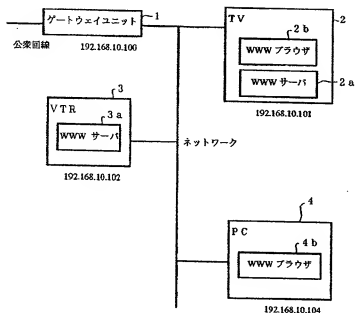 ゲートウェイユニット
1
公衆回線
192.168.10.100
TV
2
2b
WWW ブラウザ
WWW サーバ
2a
192.168.10.101
3
VTR
3a
WWW サーバ
192.168.10.102
ネットワーク
4
PC
4b
WWW ブラウザ
192.168.10.104